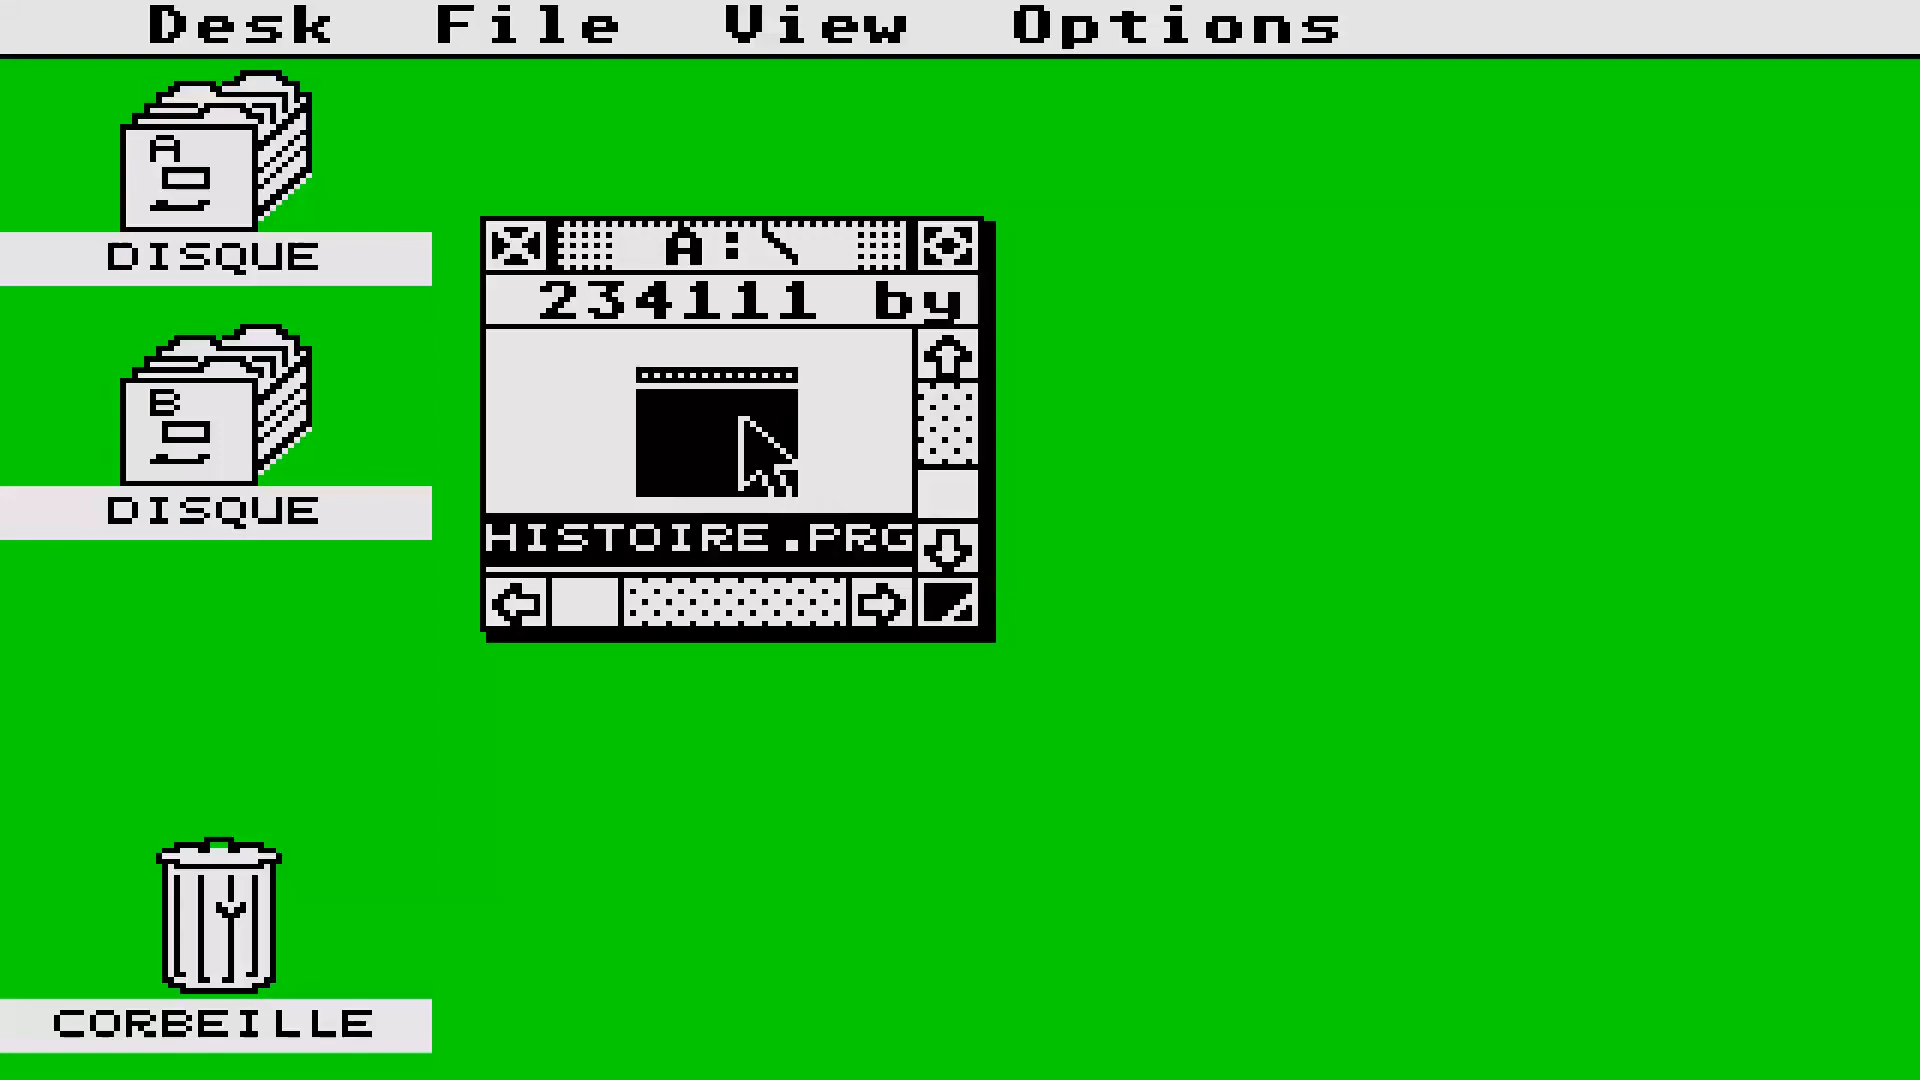 Desk File View Options
A
DISQUE
B
DISQUE
A:\
234111 by
HISTOIRE.PRG
CORBEILLE